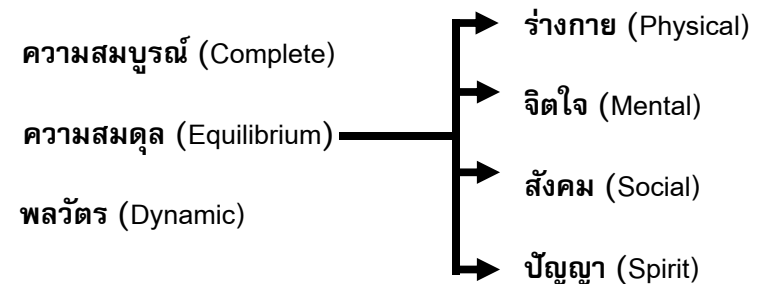 ความสมบูรณ์ (Complete)
ความสมดุล (Equilibrium)
พลวัตร (Dynamic)
ร่างกาย (Physical)
จิตใจ (Mental)
สังคม (Social)
ปัญญา (Spirit)